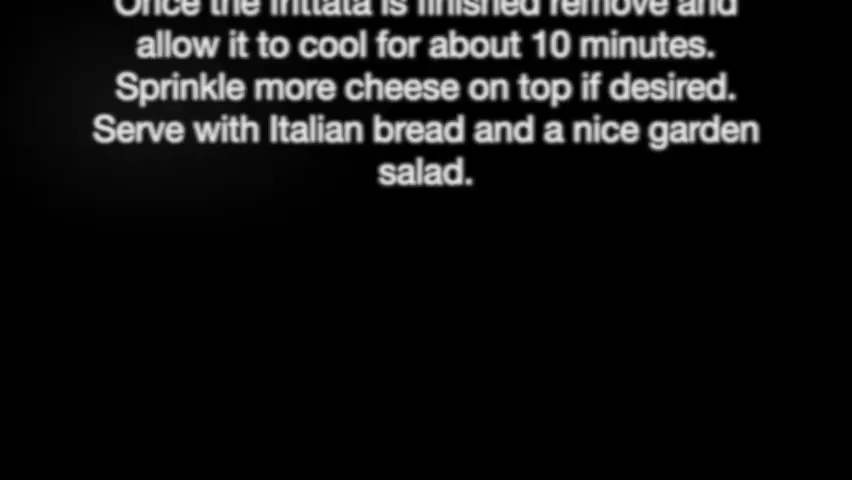 Once the frittata is finished remove and
allow it to cool for about 10 minutes.
Sprinkle more cheese on top if desired.
Serve with Italian bread and a nice garden
salad.